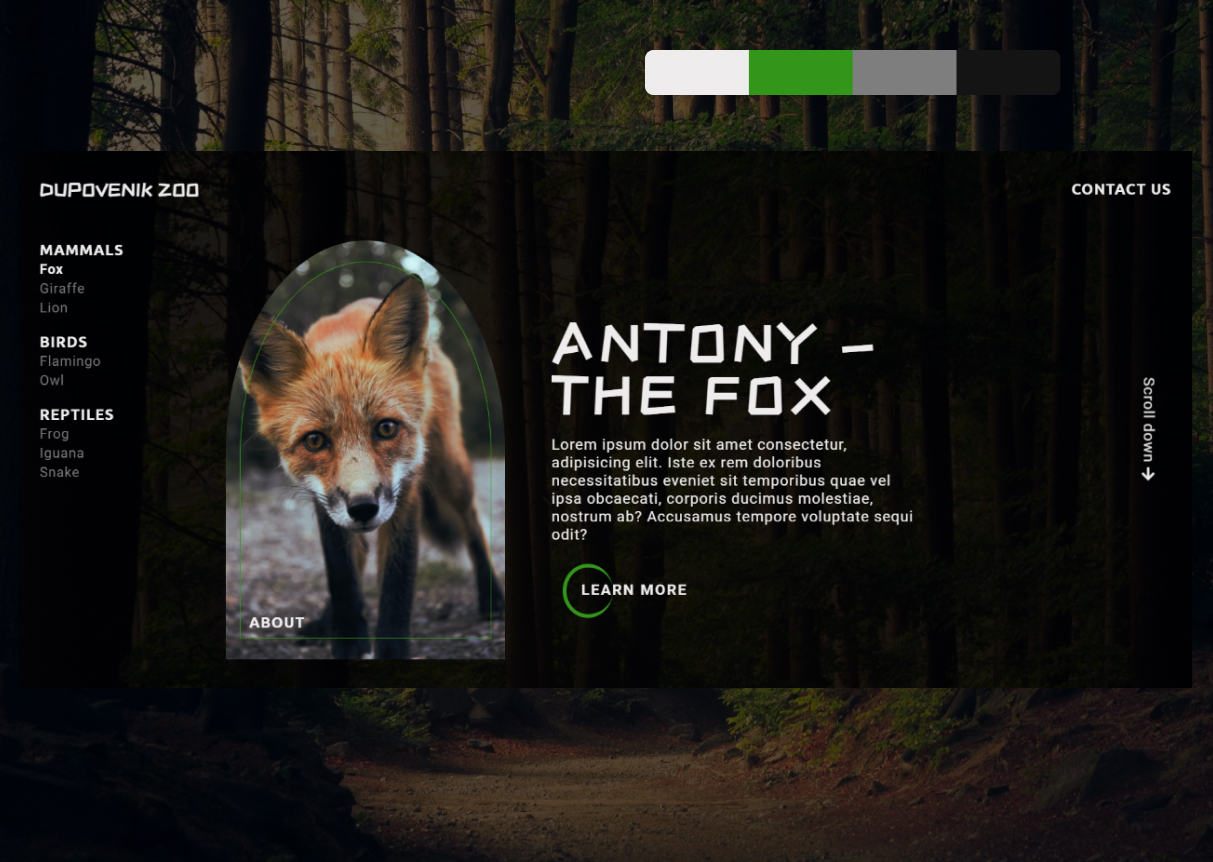 DUPOVENIK ZOO
CONTACT US
MAMMALS
Fox
Giraffe
Lion
BIRDS
Flamingo
Owl
REPTILES
Frog
Iguana
Snake
ABOUT
ANTONY –
THE FOX
Lorem ipsum dolor sit amet consectetur,
adipisicing elit. Iste ex rem doloribus
necessitatibus eveniet sit temporibus quae vel
ipsa obcaecati, corporis ducimus molestiae,
nostrum ab? Accusamus tempore voluptate sequi
odit?
LEARN MORE
Scroll down →